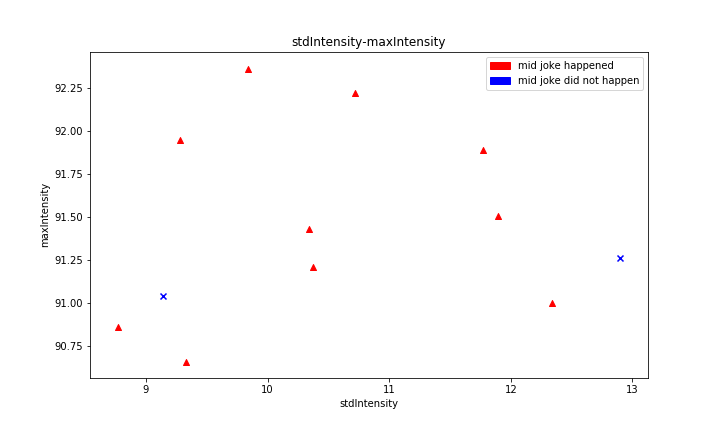 stdIntensity-maxIntensity
mid joke happened
mid joke did not happen
maxIntensity
92.25
92.00
91.75
91.50
91.25
91.00
90.75
9
10
11
12
13
stdIntensity